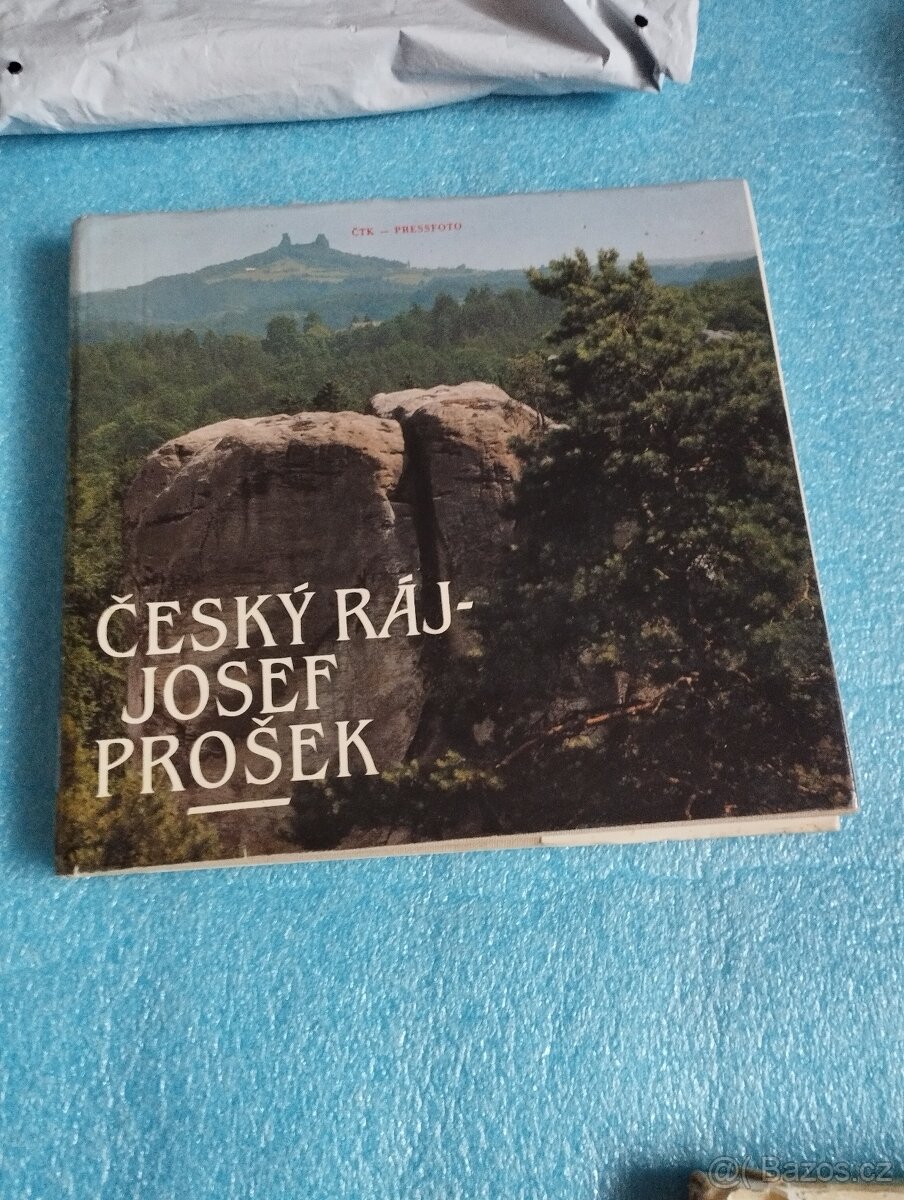 ČTK — PRESSFOTO
ČESKÝ RÁJ-
JOSEF
PROŠEK
@( Bazos.cz